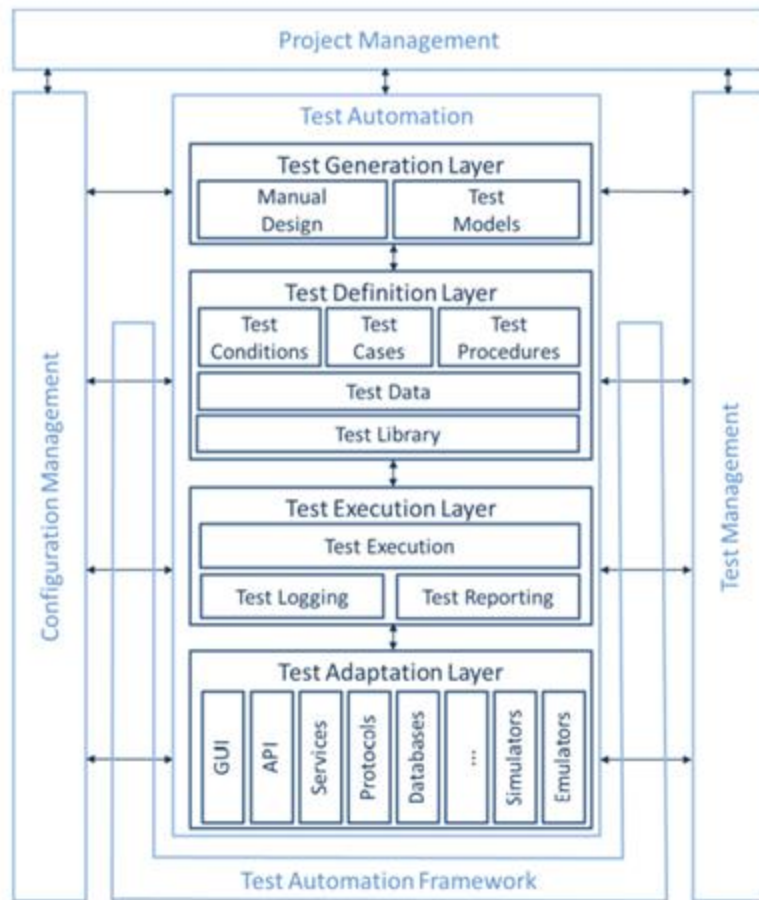 Project Management
Test Automation
Test Generation Layer
Manual
Design
Test
Models
Test Definition Layer
Test
Conditions
Test
Cases
Test
Procedures
Test Data
Test Library
Test Execution Layer
Test Execution
Test Logging
Test Reporting
Test Adaptation Layer
GUI
API
Services
Protocols
Databases
...
Simulators
Emulators
Configuration Management
Test Management
Test Automation Framework